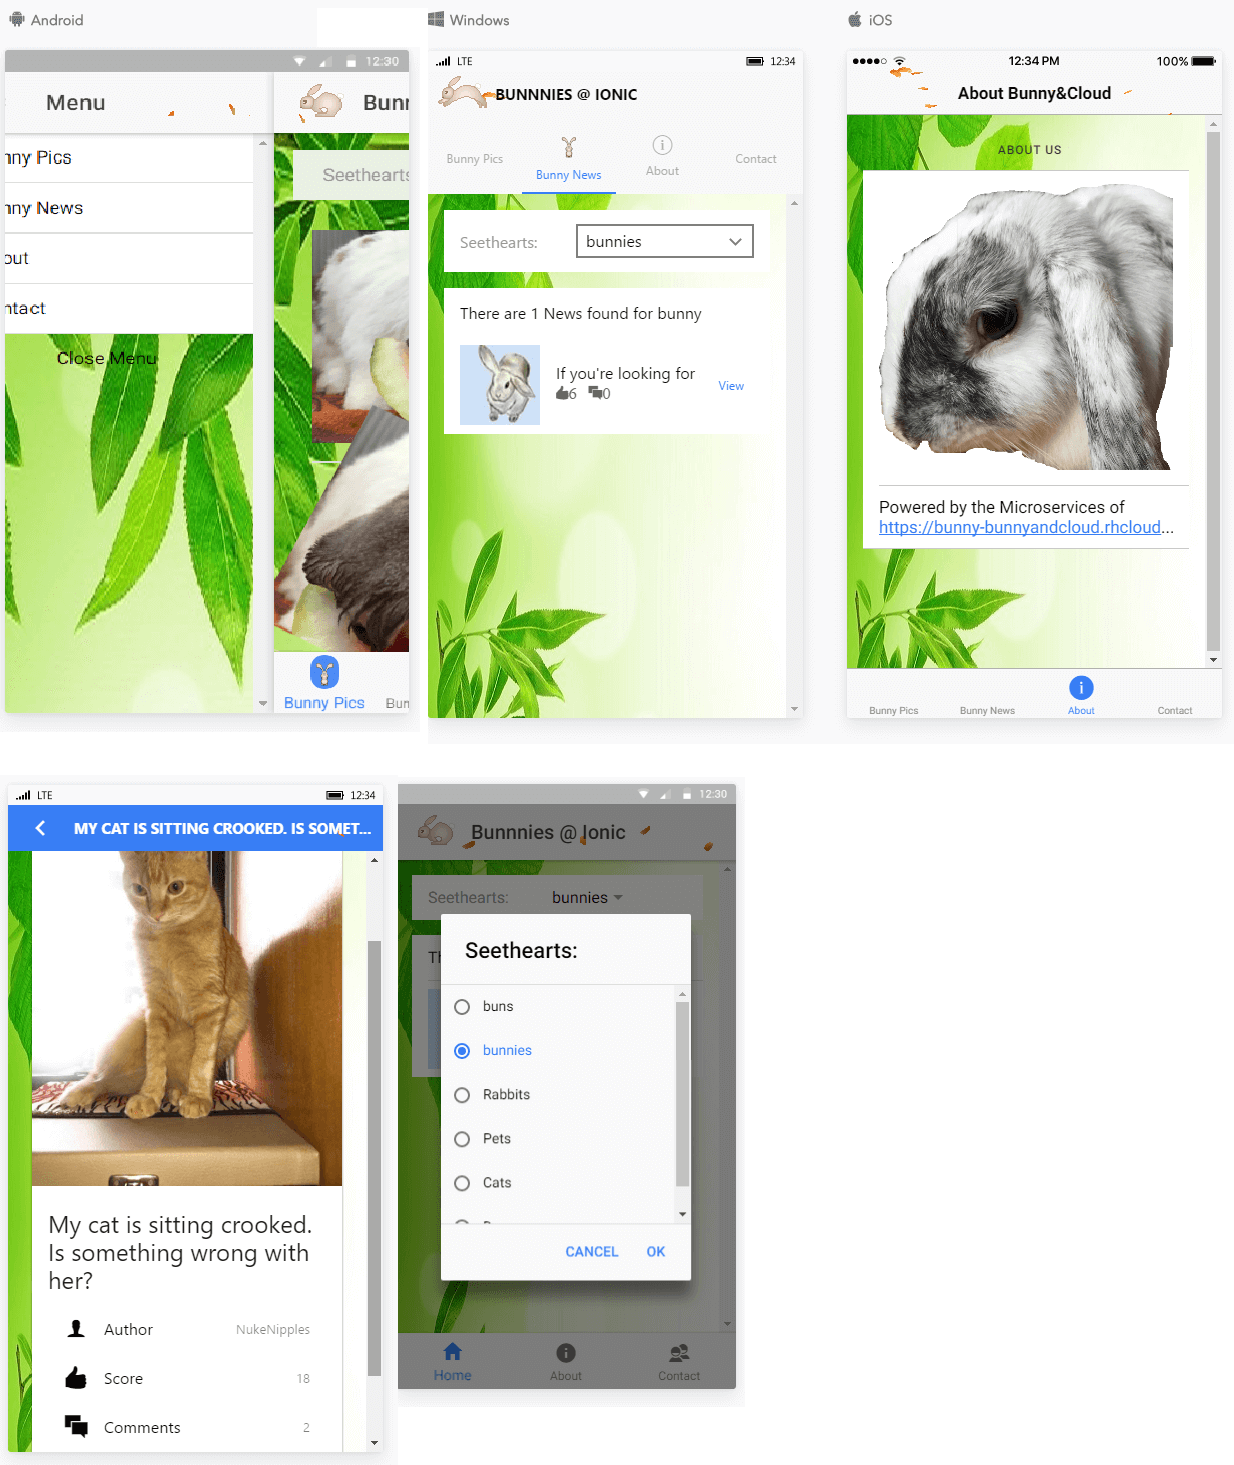 Android
12:30
Menu
Bunn
nny Pics
nny News
out
ntact
Close Menu
Seethearts
Bunny Pics
Bun
Windows
LTE
12:34
BUNNNIES @ IONIC
Bunny Pics
Bunny News
About
Contact
Seethearts:
bunnies
There are 1 News found for bunny
If you're looking for
6 0
View
iOS
12:34 PM
100%
About Bunny&Cloud
ABOUT US
Powered by the Microservices of
https://bunny-bunnyandcloud.rhcloud...
Bunny Pics
Bunny News
About
Contact
LTE
12:34
MY CAT IS SITTING CROOKED. IS SOMET...
My cat is sitting crooked.
Is something wrong with
her?
Author NukeNipples
Score 18
Comments 2
12:30
Bunnnies @ Ionic
Seethearts: bunnies
Th
Seethearts:
buns
bunnies
Rabbits
Pets
Cats
CANCEL OK
Home
About
Contact